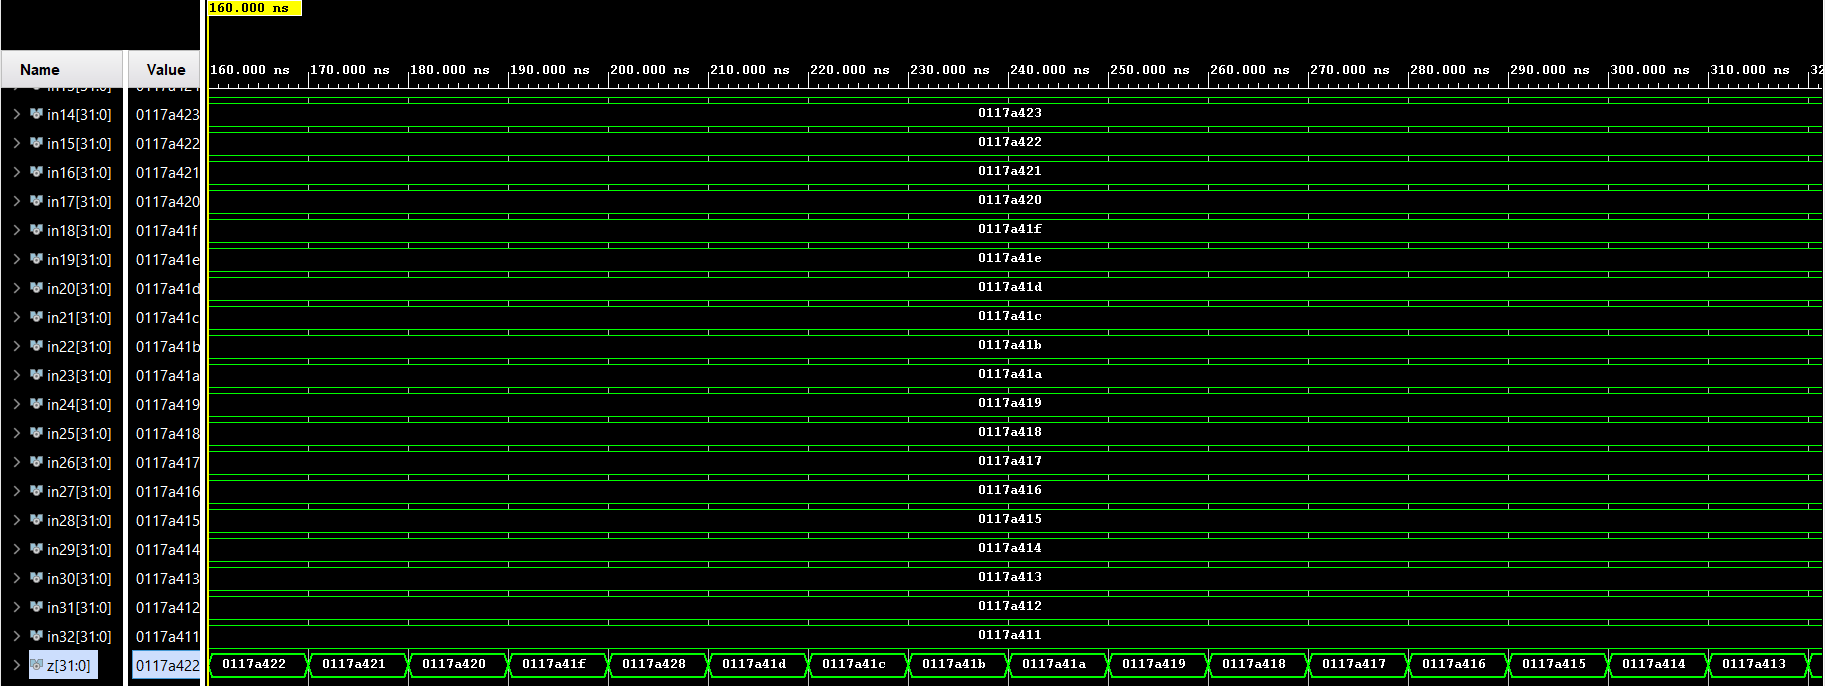 160.000 ns
Name Value 160.000 ns 170.000 ns 180.000 ns 190.000 ns 200.000 ns 210.000 ns 220.000 ns 230.000 ns 240.000 ns 250.000 ns 260.000 ns 270.000 ns 280.000 ns 290.000 ns 300.000 ns 310.000 ns
in14[31:0] 0117a423 0117a423
in15[31:0] 0117a422 0117a422
in16[31:0] 0117a421 0117a421
in17[31:0] 0117a420 0117a420
in18[31:0] 0117a41f 0117a41f
in19[31:0] 0117a41e 0117a41e
in20[31:0] 0117a41d 0117a41d
in21[31:0] 0117a41c 0117a41c
in22[31:0] 0117a41b 0117a41b
in23[31:0] 0117a41a 0117a41a
in24[31:0] 0117a419 0117a419
in25[31:0] 0117a418 0117a418
in26[31:0] 0117a417 0117a417
in27[31:0] 0117a416 0117a416
in28[31:0] 0117a415 0117a415
in29[31:0] 0117a414 0117a414
in30[31:0] 0117a413 0117a413
in31[31:0] 0117a412 0117a412
in32[31:0] 0117a411 0117a411
z[31:0] 0117a422 0117a422 0117a421 0117a420 0117a41f 0117a428 0117a41d 0117a41c 0117a41b 0117a41a 0117a419 0117a418 0117a417 0117a416 0117a415 0117a414 0117a413